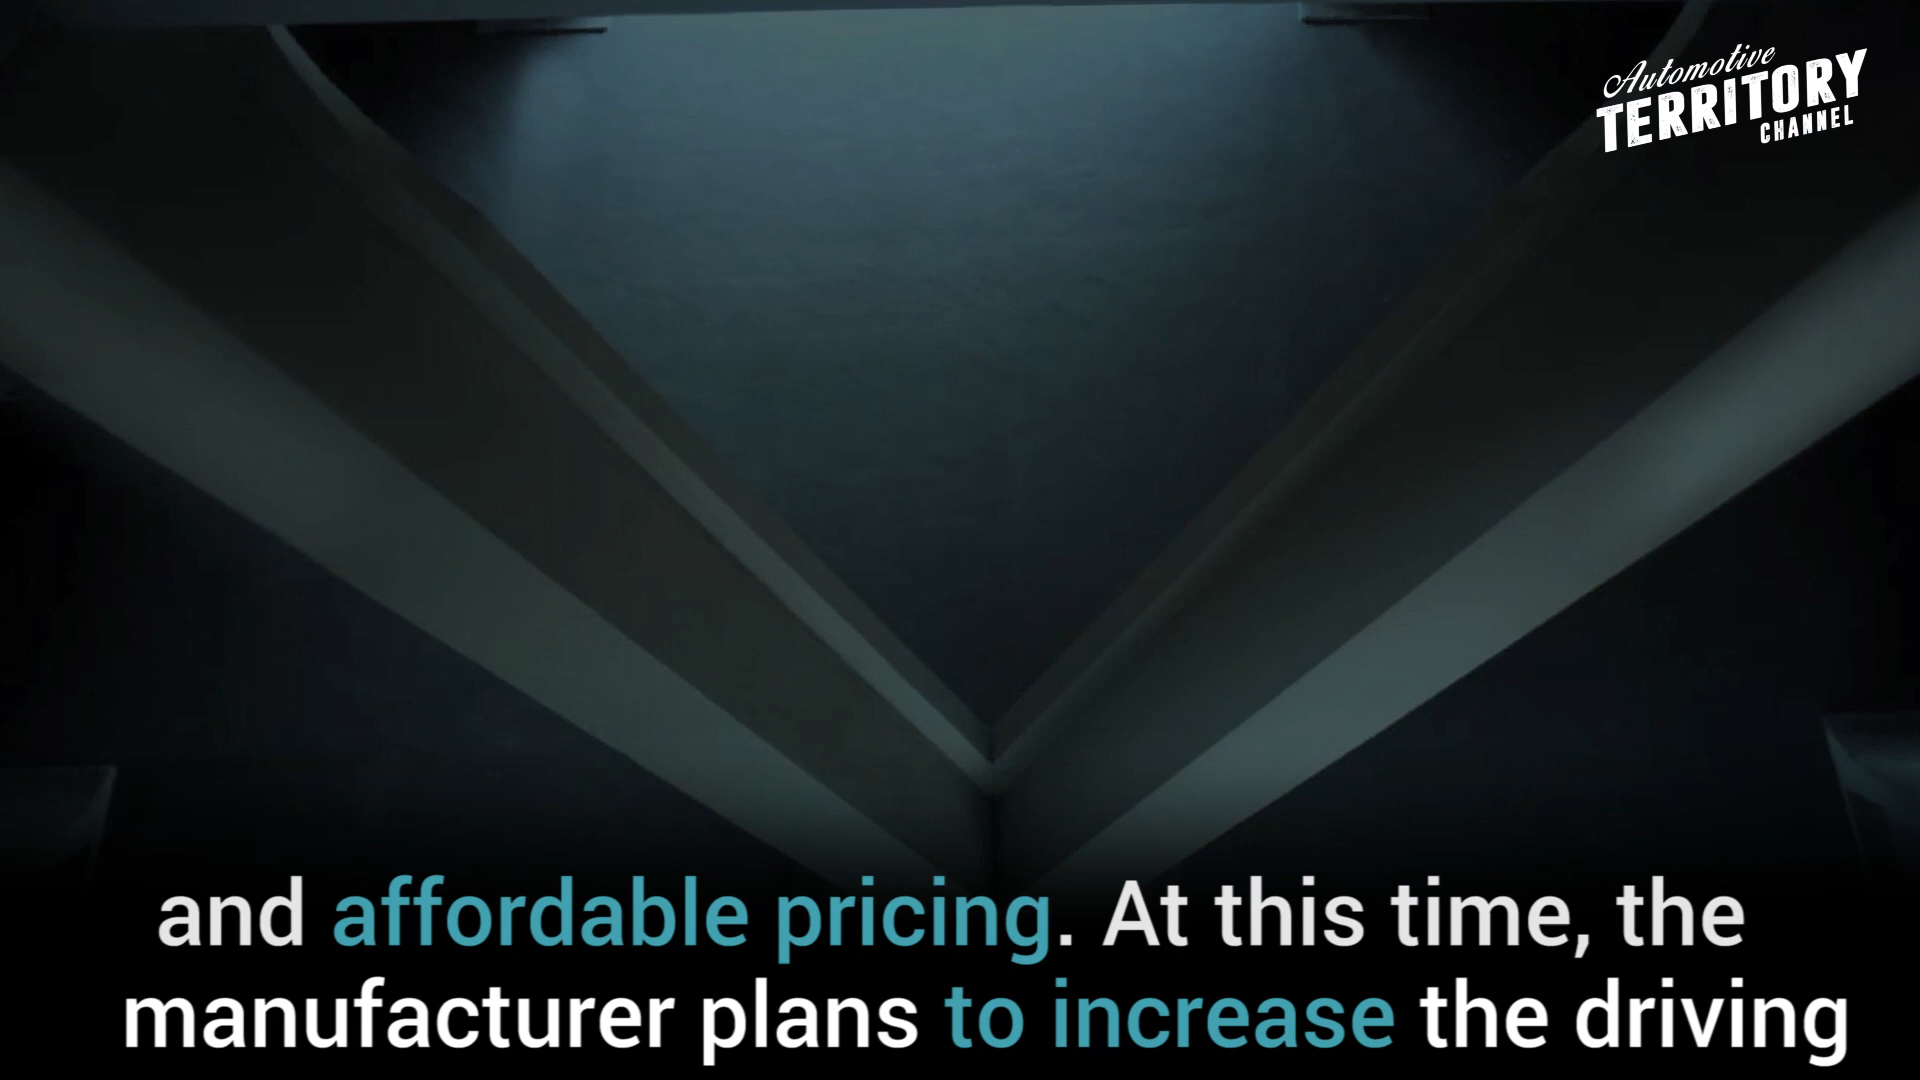 Automotive
TERRITORY
CHANNEL
and affordable pricing. At this time, the
manufacturer plans to increase the driving